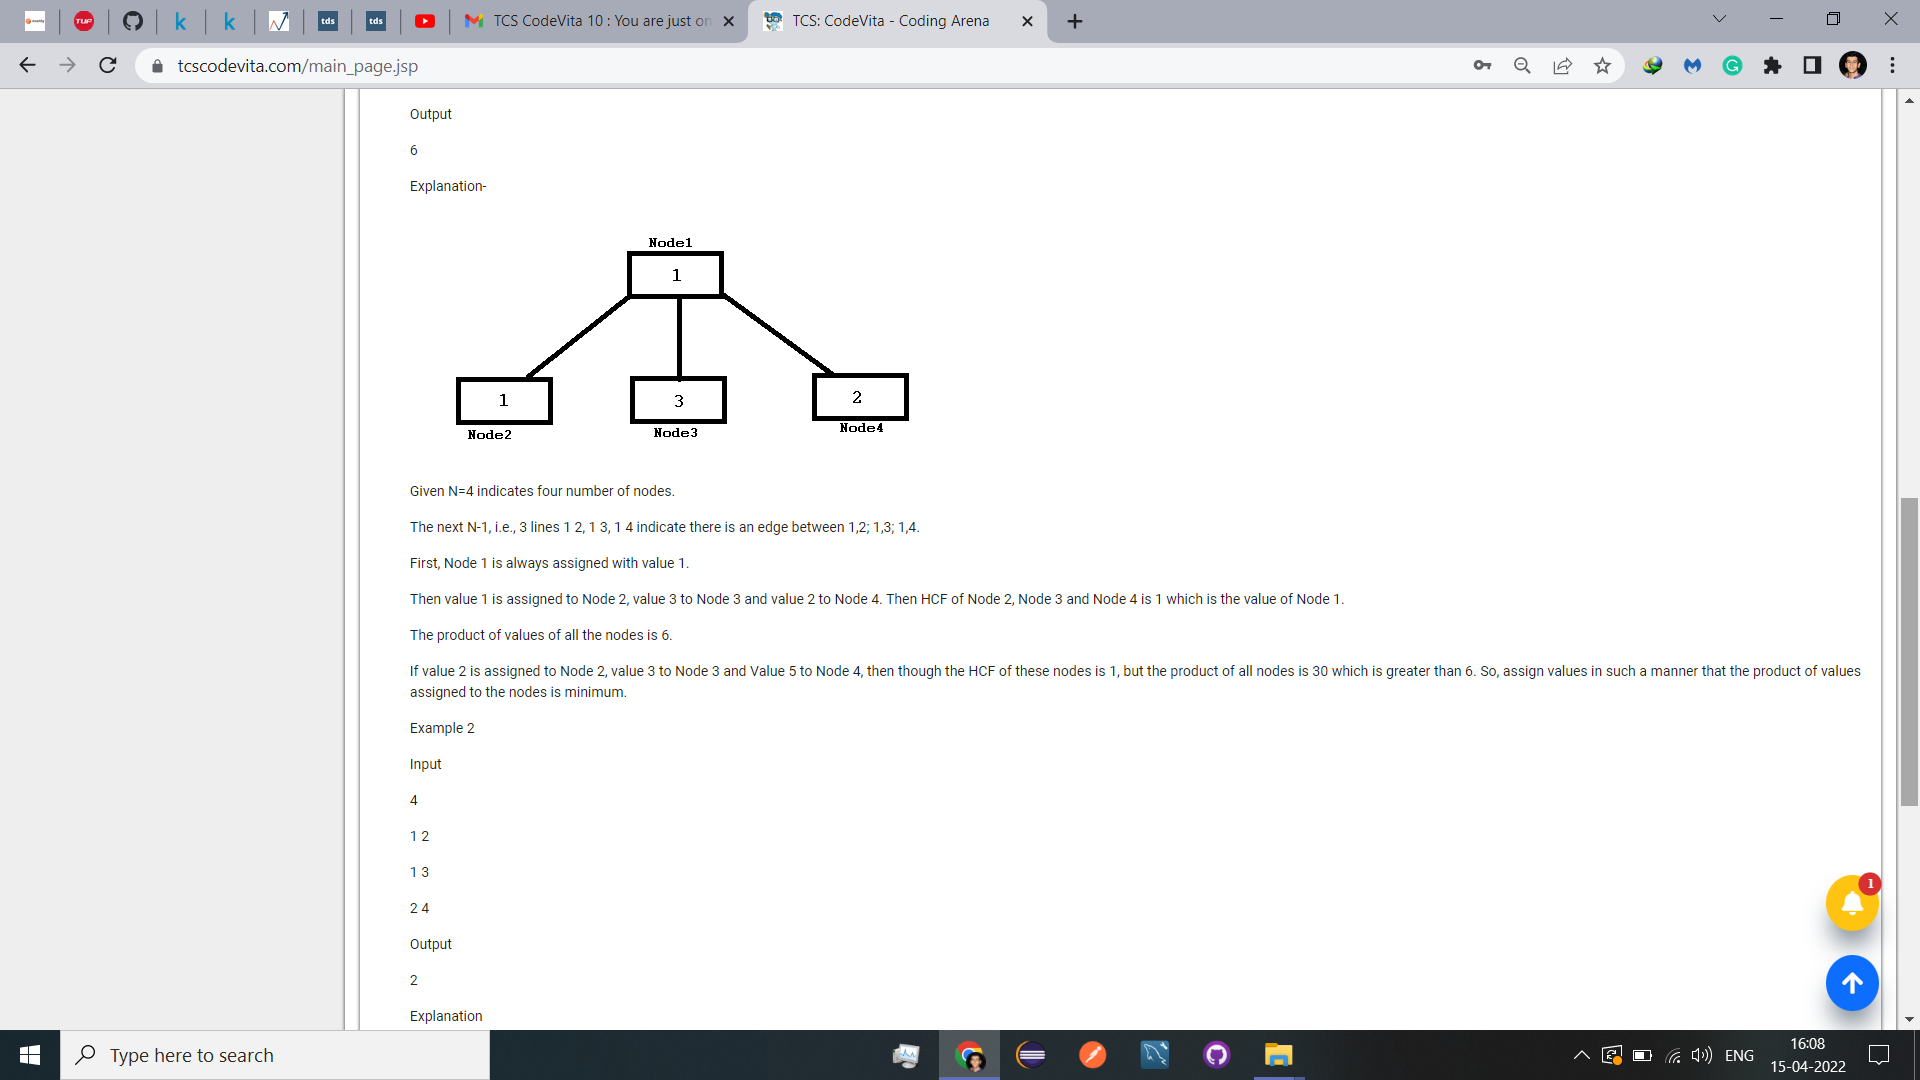 TUP
tds
tds
TCS CodeVita 10 : You are just on
TCS: CodeVita - Coding Arena
tcscodevita.com/main_page.jsp
Output
6
Explanation-
Node1
1
1
3
2
Node2
Node3
Node4
Given N=4 indicates four number of nodes.
The next N-1, i.e., 3 lines 1 2, 1 3, 1 4 indicate there is an edge between 1,2; 1,3; 1,4.
First, Node 1 is always assigned with value 1.
Then value 1 is assigned to Node 2, value 3 to Node 3 and value 2 to Node 4. Then HCF of Node 2, Node 3 and Node 4 is 1 which is the value of Node 1.
The product of values of all the nodes is 6.
If value 2 is assigned to Node 2, value 3 to Node 3 and Value 5 to Node 4, then though the HCF of these nodes is 1, but the product of all nodes is 30 which is greater than 6. So, assign values in such a manner that the product of values
assigned to the nodes is minimum.
Example 2
Input
4
1 2
1 3
2 4
Output
2
Explanation
1
Type here to search
ENG
16:08
15-04-2022